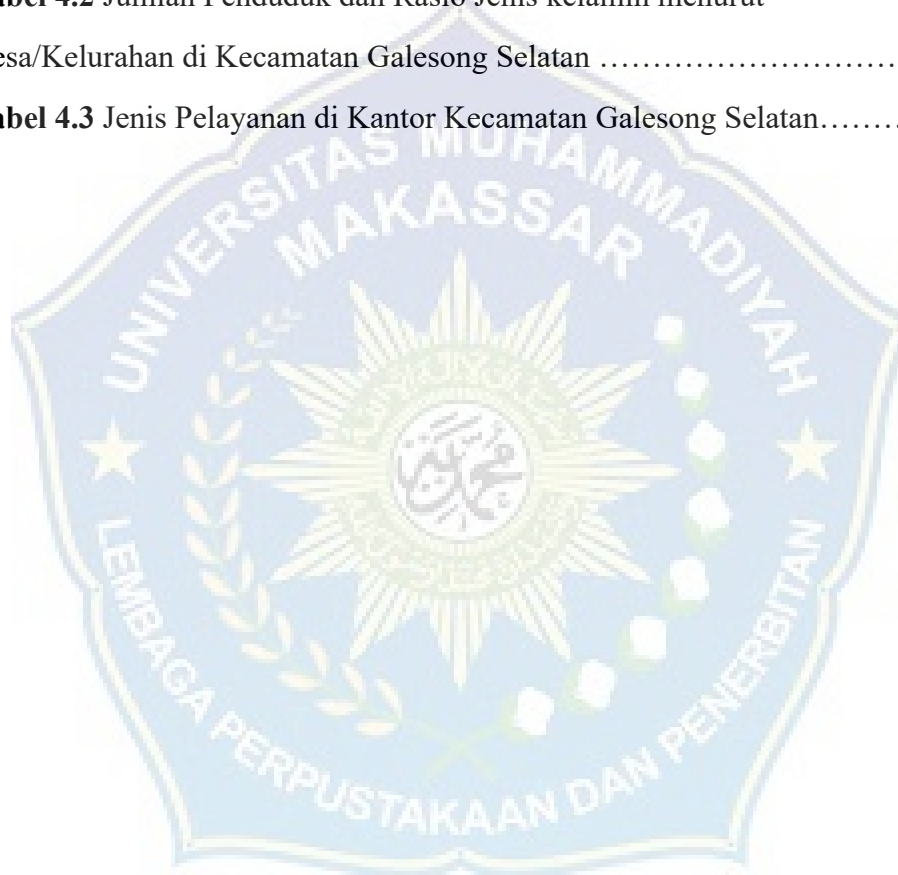 abel 4.2 Jumlah Penduduk dan Rasio Jenis kelamin menurut
esa/Kelurahan di Kecamatan Galesong Selatan ............................
abel 4.3 Jenis Pelayanan di Kantor Kecamatan Galesong Selatan........
UNIVERSITAS MUHAMMADIYAH
MAKASSAR
محمد
LEMBAGA PERPUSTAKAAN DAN PENERBITAN